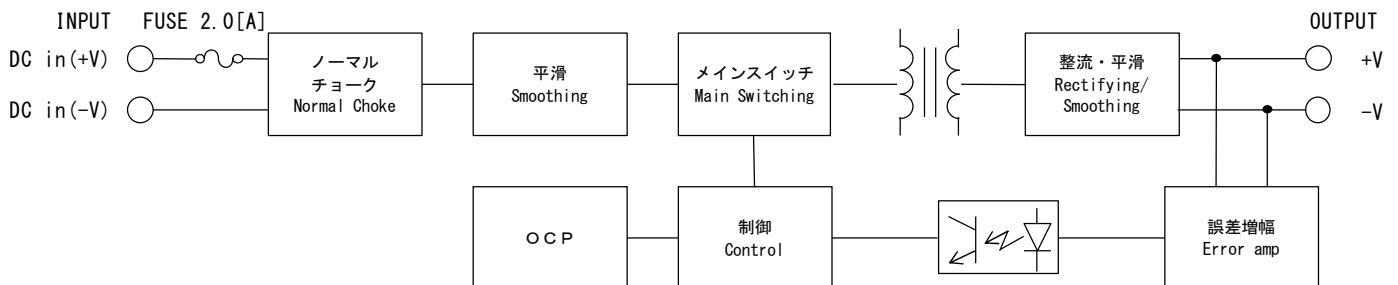 INPUT FUSE 2.0[A]
OUTPUT
DC in(+V)
ノーマル
チョーク
Normal Choke
平滑
Smoothing
メインスイッチ
Main Switching
整流・平滑
Rectifying/
Smoothing
+V
DC in(-V)
-V
OCP
制御
Control
誤差増幅
Error amp